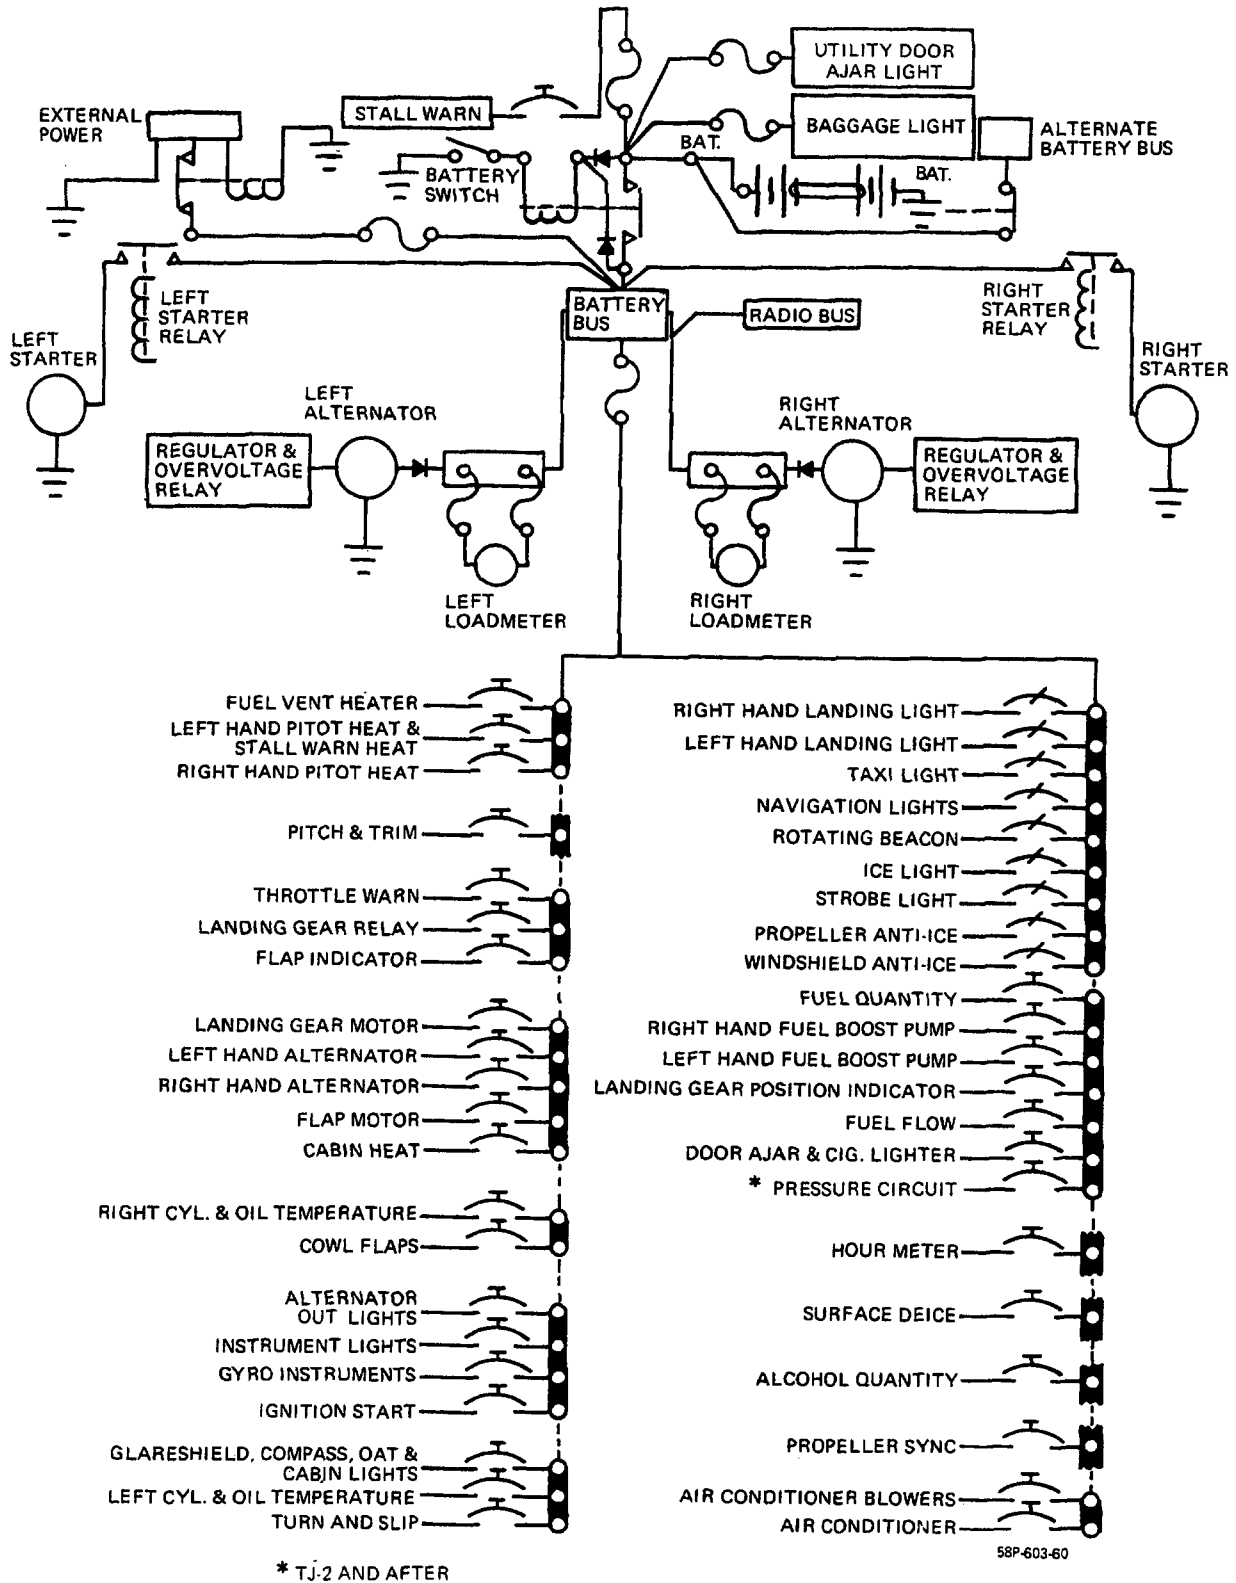 UTILITY DOOR
AJAR LIGHT
STALL WARN
EXTERNAL
POWER
BAGGAGE LIGHT
ALTERNATE
BATTERY BUS
BAT.
BATTERY
SWITCH
BAT.
LEFT
STARTER
RELAY
BATTERY
BUS
RADIO BUS
RIGHT
STARTER
RELAY
LEFT
STARTER
RIGHT
STARTER
LEFT
ALTERNATOR
RIGHT
ALTERNATOR
REGULATOR &
OVERVOLTAGE
RELAY
REGULATOR &
OVERVOLTAGE
RELAY
LEFT
LOADMETER
RIGHT
LOADMETER
FUEL VENT HEATER
LEFT HAND PITOT HEAT &
STALL WARN HEAT
RIGHT HAND PITOT HEAT
PITCH & TRIM
THROTTLE WARN
LANDING GEAR RELAY
FLAP INDICATOR
LANDING GEAR MOTOR
LEFT HAND ALTERNATOR
RIGHT HAND ALTERNATOR
FLAP MOTOR
CABIN HEAT
RIGHT CYL. & OIL TEMPERATURE
COWL FLAPS
ALTERNATOR
OUT LIGHTS
INSTRUMENT LIGHTS
GYRO INSTRUMENTS
IGNITION START
GLARESHIELD, COMPASS, OAT &
CABIN LIGHTS
LEFT CYL. & OIL TEMPERATURE
TURN AND SLIP
RIGHT HAND LANDING LIGHT
LEFT HAND LANDING LIGHT
TAXI LIGHT
NAVIGATION LIGHTS
ROTATING BEACON
ICE LIGHT
STROBE LIGHT
PROPELLER ANTI-ICE
WINDSHIELD ANTI-ICE
FUEL QUANTITY
RIGHT HAND FUEL BOOST PUMP
LEFT HAND FUEL BOOST PUMP
LANDING GEAR POSITION INDICATOR
FUEL FLOW
DOOR AJAR & CIG. LIGHTER
* PRESSURE CIRCUIT
HOUR METER
SURFACE DEICE
ALCOHOL QUANTITY
PROPELLER SYNC
AIR CONDITIONER BLOWERS
AIR CONDITIONER
58P-603-60
* TJ-2 AND AFTER